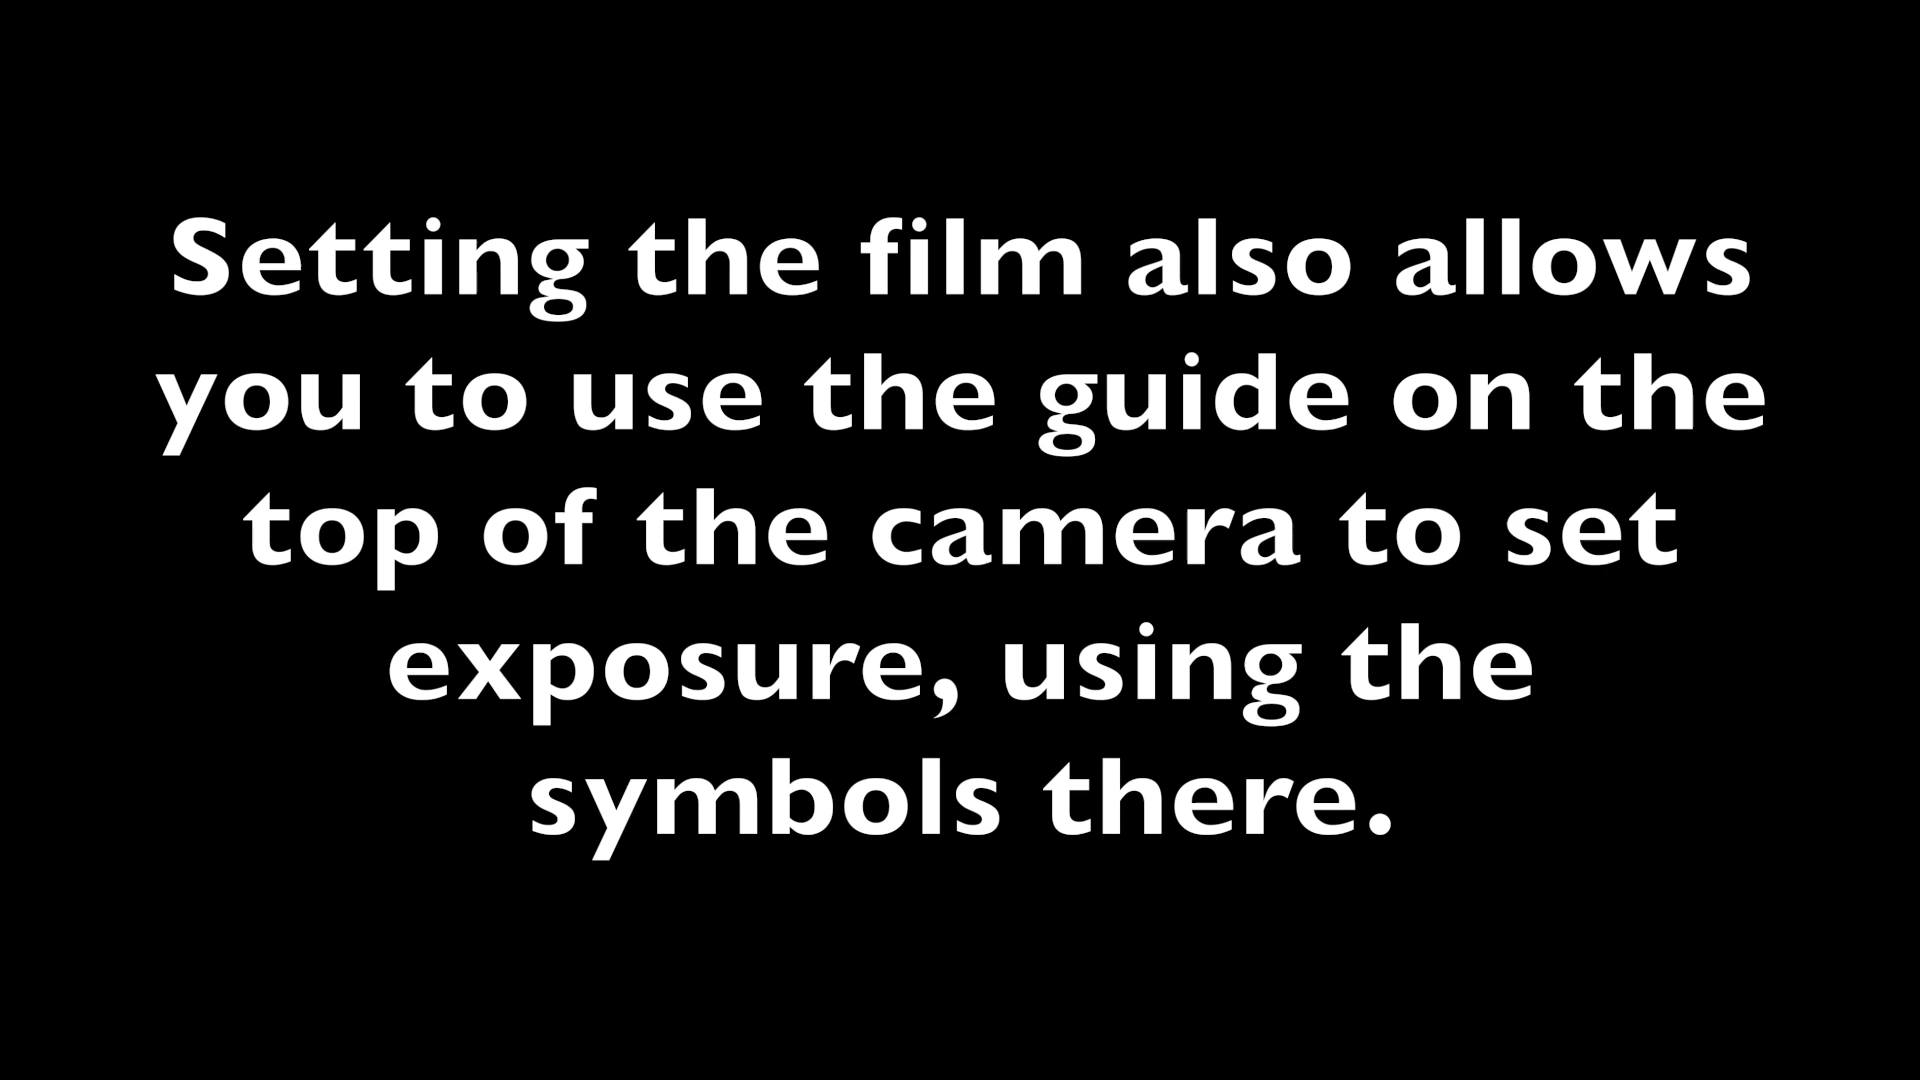 Setting the film also allows
you to use the guide on the
top of the camera to set
exposure, using the
symbols there.